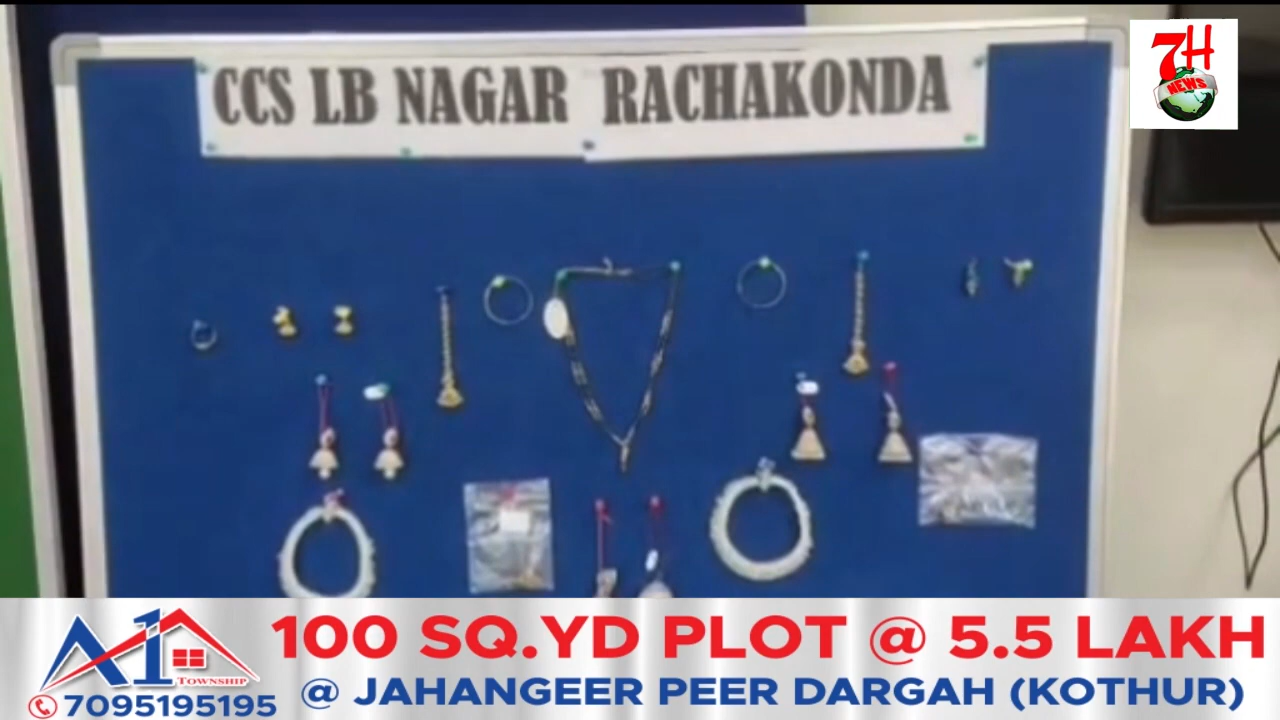 CCS LB NAGAR RACHAKONDA
7H
NEWS
A1
TOWNSHIP
7095195195
100 SQ.YD PLOT @ 5.5 LAKH
@ JAHANGEER PEER DARGAH (KOTHUR)